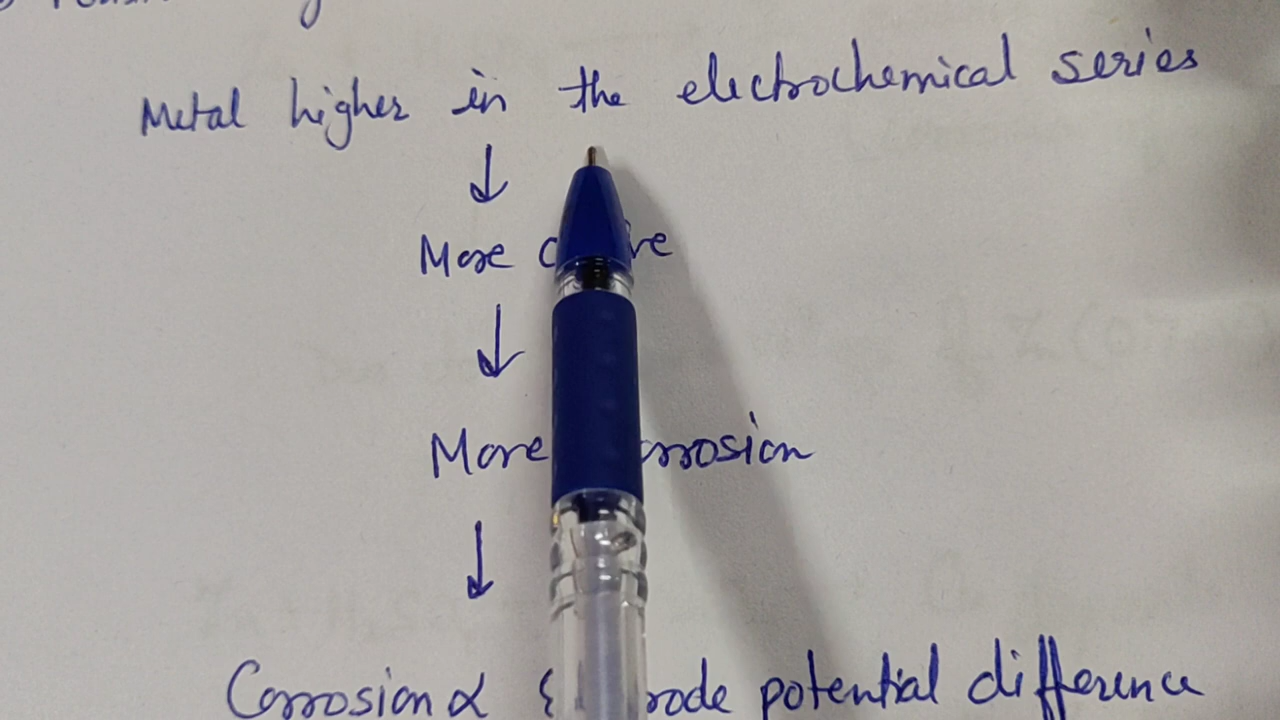 Metal higher in the electrochemical series
↓
More
↓
More
↓
Corrosion ∝ potential difference